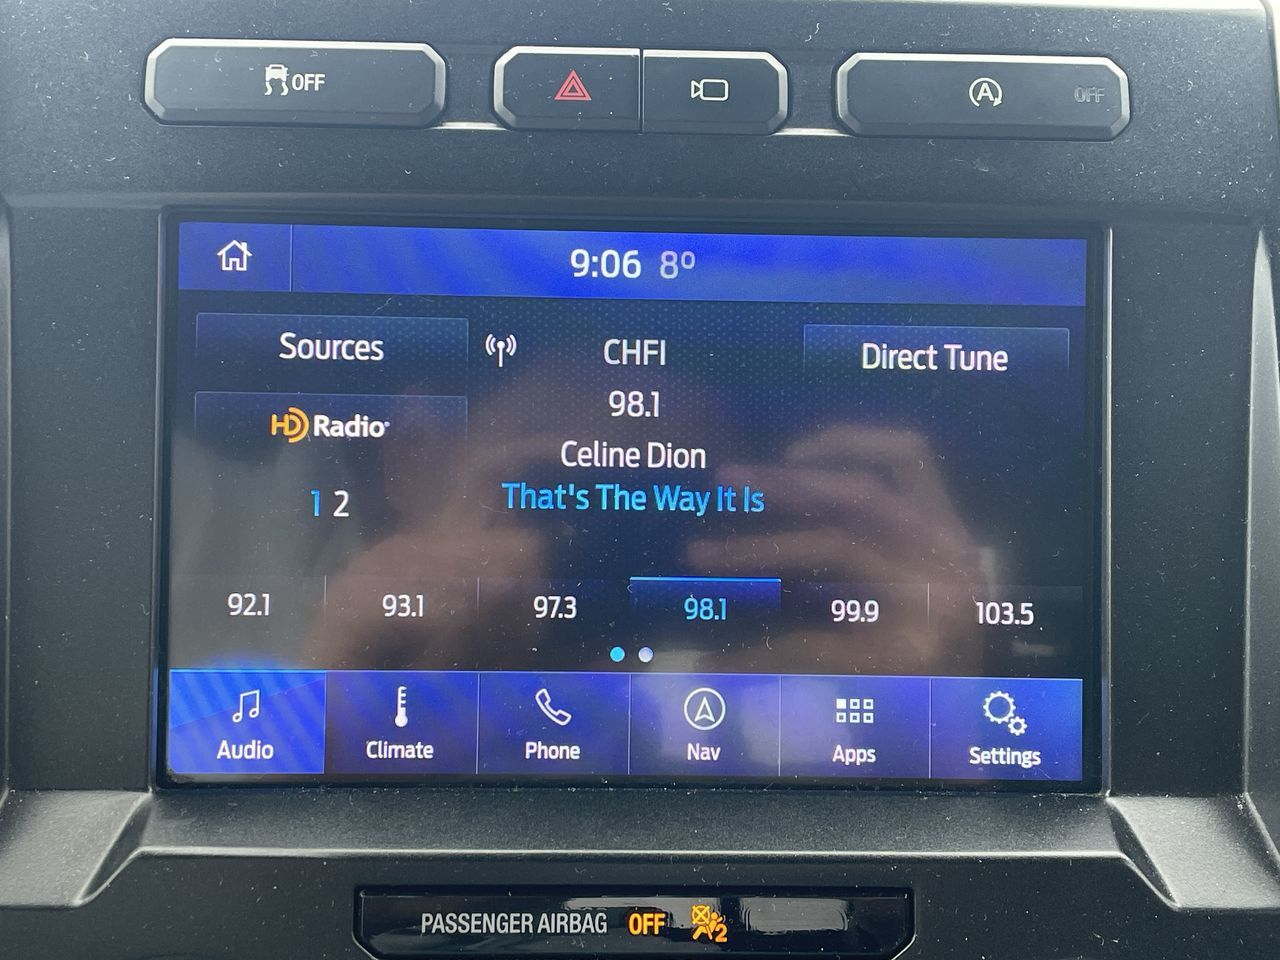 OFF
A OFF
9:06 8°
Sources
CHFI
Direct Tune
98.1
HD Radio
Celine Dion
That's The Way It Is
1 2
92.1 93.1 97.3 98.1 99.9 103.5
Audio Climate Phone Nav Apps Settings
PASSENGER AIRBAG OFF 2